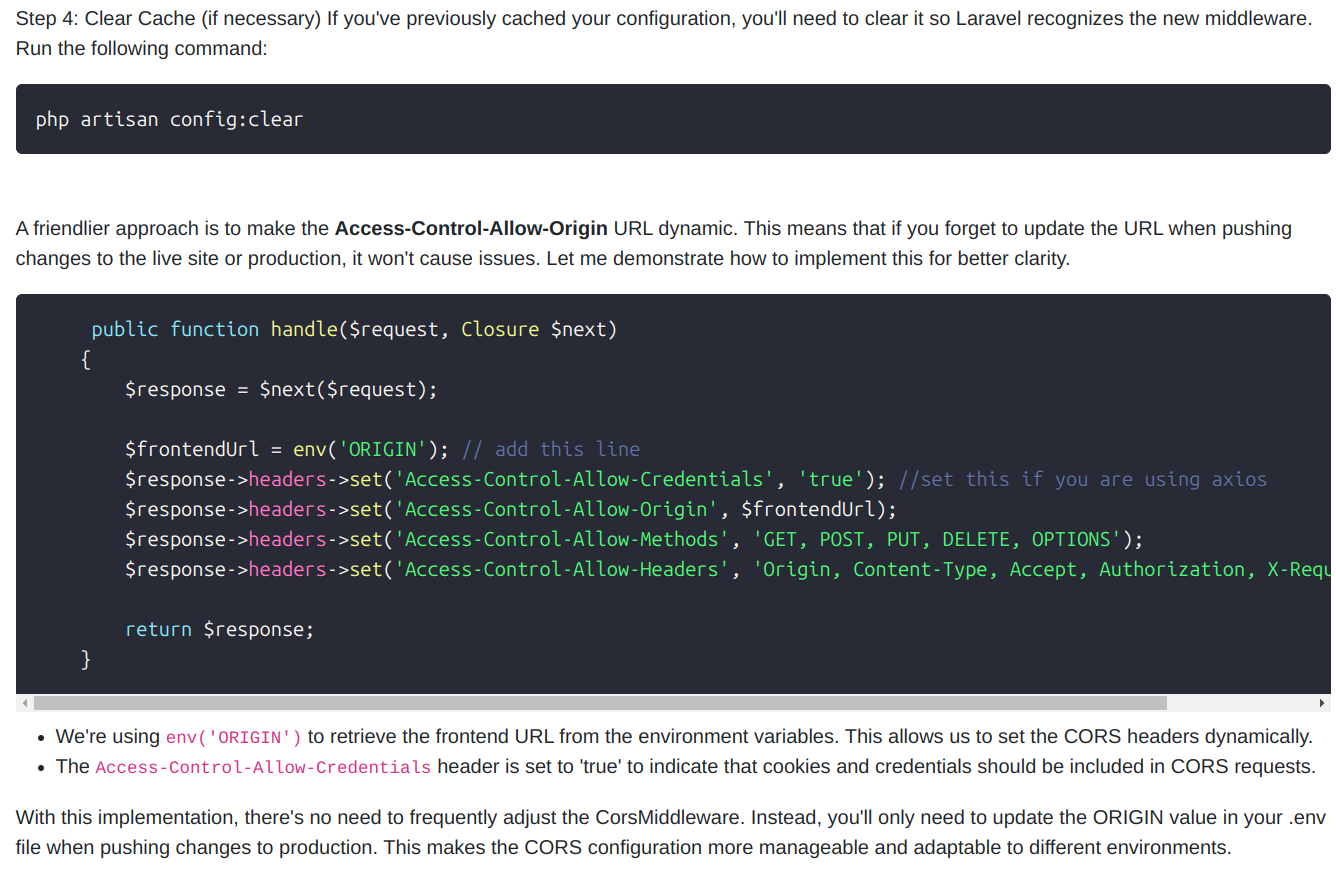 Step 4: Clear Cache (if necessary) If you've previously cached your configuration, you'll need to clear it so Laravel recognizes the new middleware.
Run the following command:
php artisan config:clear
A friendlier approach is to make the Access-Control-Allow-Origin URL dynamic. This means that if you forget to update the URL when pushing
changes to the live site or production, it won't cause issues. Let me demonstrate how to implement this for better clarity.
public function handle($request, Closure $next)
{
$response = $next($request);
$frontendUrl = env('ORIGIN'); // add this line
$response->headers->set('Access-Control-Allow-Credentials', 'true'); //set this if you are using axios
$response->headers->set('Access-Control-Allow-Origin', $frontendUrl);
$response->headers->set('Access-Control-Allow-Methods', 'GET, POST, PUT, DELETE, OPTIONS');
$response->headers->set('Access-Control-Allow-Headers', 'Origin, Content-Type, Accept, Authorization, X-Requ
return $response;
}
• We're using env('ORIGIN') to retrieve the frontend URL from the environment variables. This allows us to set the CORS headers dynamically.
• The Access-Control-Allow-Credentials header is set to 'true' to indicate that cookies and credentials should be included in CORS requests.
With this implementation, there's no need to frequently adjust the CorsMiddleware. Instead, you'll only need to update the ORIGIN value in your .env
file when pushing changes to production. This makes the CORS configuration more manageable and adaptable to different environments.